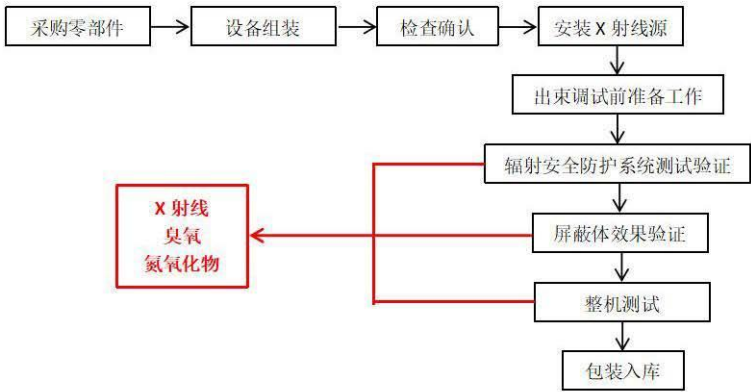 采购零部件
设备组装
检查确认
安装 X 射线源
出束调试前准备工作
辐射安全防护系统测试验证
X 射线
臭氧
氮氧化物
屏蔽体效果验证
整机测试
包装入库